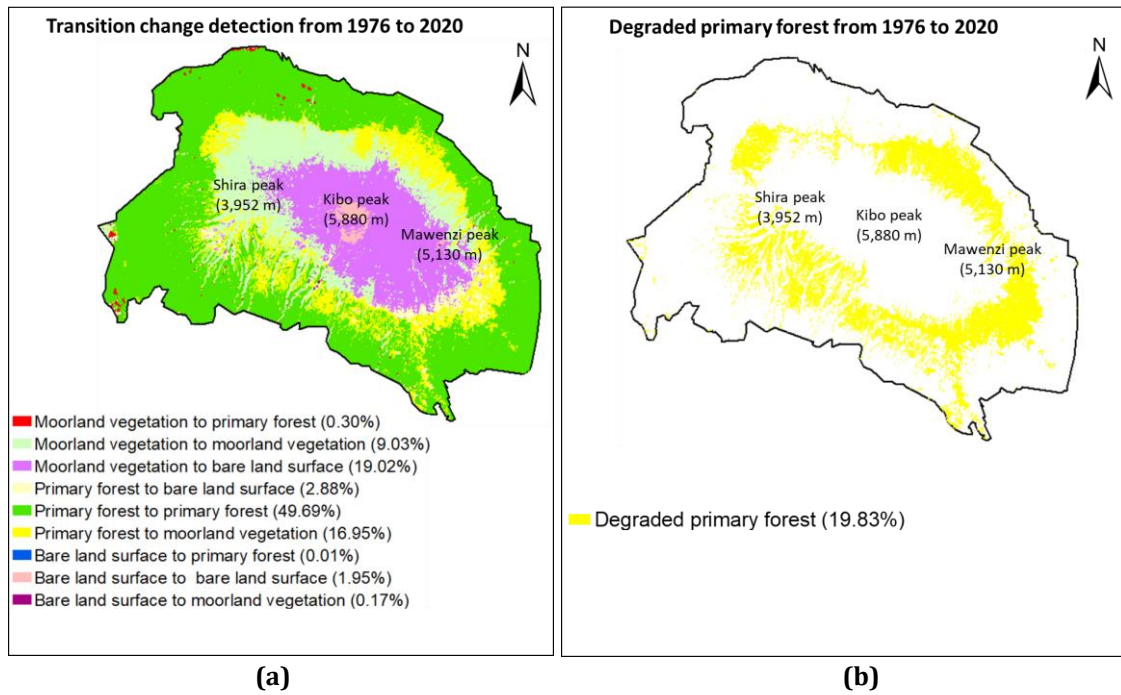 Transition change detection from 1976 to 2020
N
Shira peak
(3,952 m)
Kibo peak
(5,880 m)
Mawenzi peak
(5,130 m)
Moorland vegetation to primary forest (0.30%)
Moorland vegetation to moorland vegetation (9.03%)
Moorland vegetation to bare land surface (19.02%)
Primary forest to bare land surface (2.88%)
Primary forest to primary forest (49.69%)
Primary forest to moorland vegetation (16.95%)
Bare land surface to primary forest (0.01%)
Bare land surface to  bare land surface (1.95%)
Bare land surface to moorland vegetation (0.17%)
(a)
Degraded primary forest from 1976 to 2020
N
Shira peak
(3,952 m)
Kibo peak
(5,880 m)
Mawenzi peak
(5,130 m)
Degraded primary forest (19.83%)
(b)